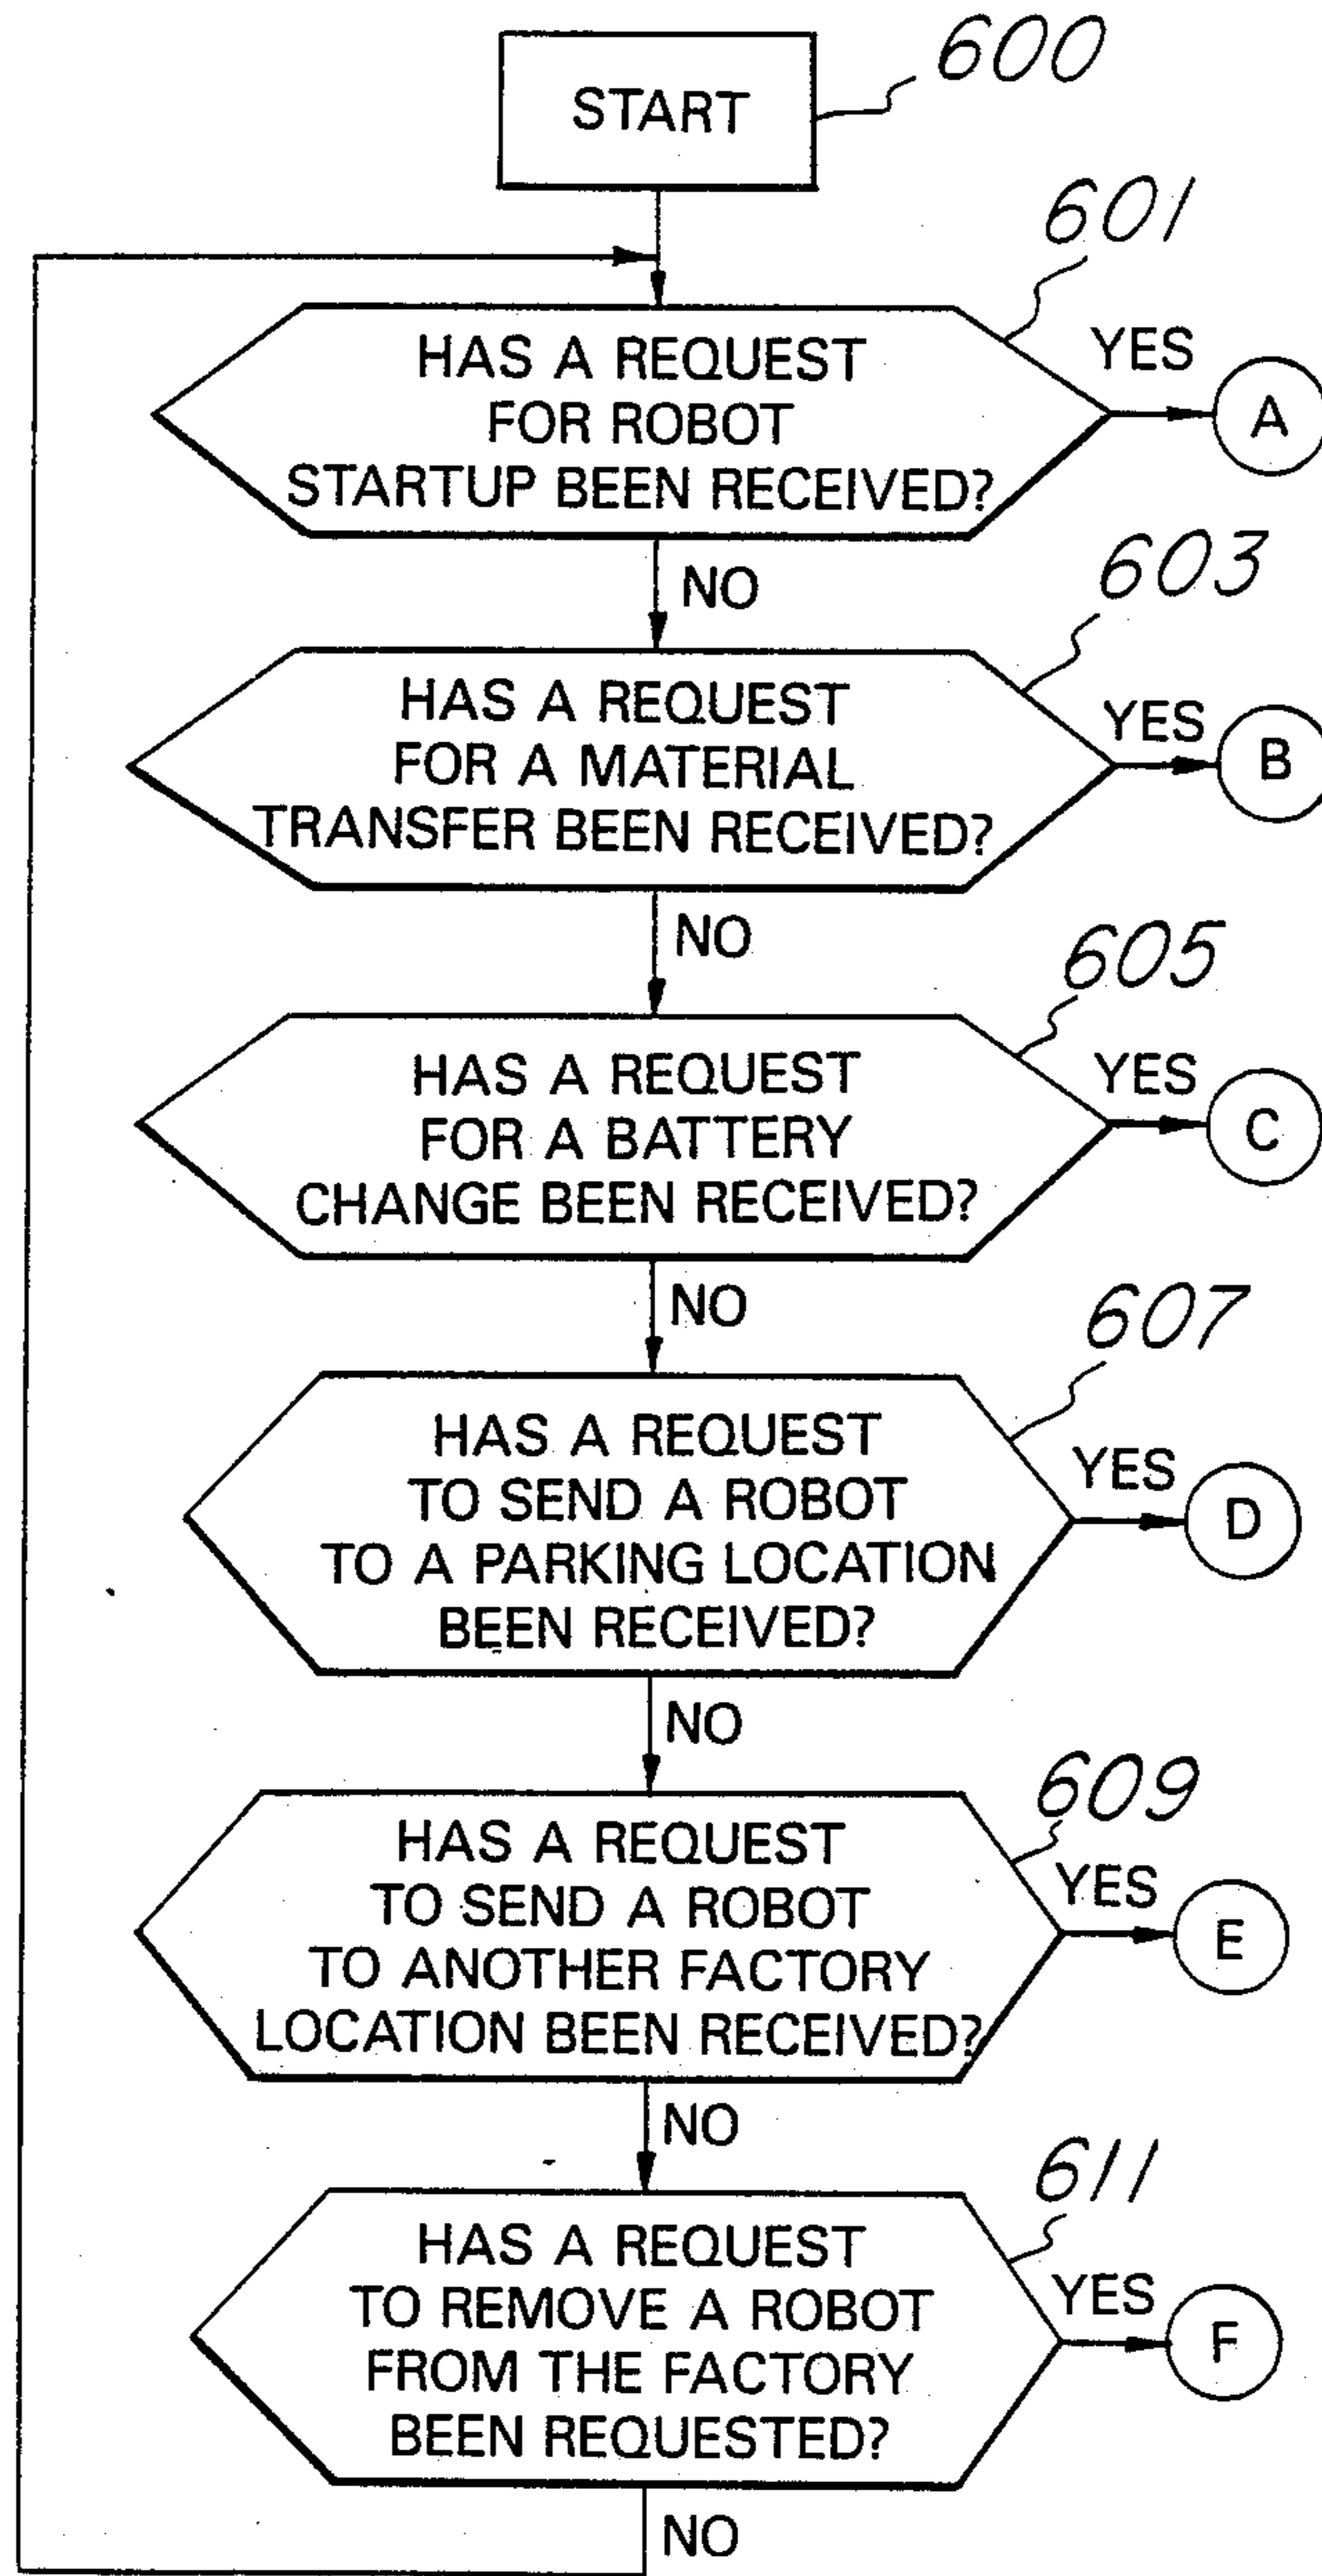 START
600
601
HAS A REQUEST
FOR ROBOT
STARTUP BEEN RECEIVED?
YES
A
NO
603
HAS A REQUEST
FOR A MATERIAL
TRANSFER BEEN RECEIVED?
YES
B
NO
605
HAS A REQUEST
FOR A BATTERY
CHANGE BEEN RECEIVED?
YES
C
NO
607
HAS A REQUEST
TO SEND A ROBOT
TO A PARKING LOCATION
BEEN RECEIVED?
YES
D
NO
609
HAS A REQUEST
TO SEND A ROBOT
TO ANOTHER FACTORY
LOCATION BEEN RECEIVED?
YES
E
NO
611
HAS A REQUEST
TO REMOVE A ROBOT
FROM THE FACTORY
BEEN REQUESTED?
YES
F
NO